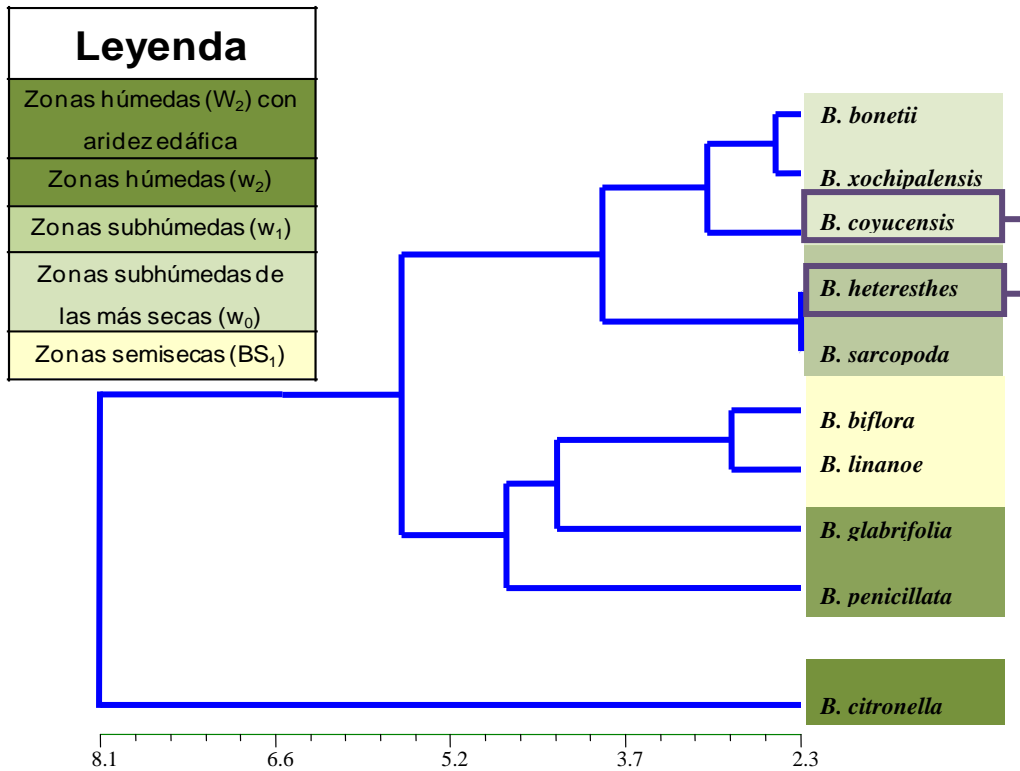 Leyenda
Zonas húmedas (W₂) con
aridez edáfica
Zonas húmedas (w₂)
Zonas subhúmedas (w₁)
Zonas subhúmedas de
las más secas (w₀)
Zonas semisecas (BS₁)
B. bonetii
B. xochipalensis
B. coyucensis
B. heteresthes
B. sarcopoda
B. biflora
B. linanoe
B. glabrifolia
B. penicillata
B. citronella
8.1 6.6 5.2 3.7 2.3